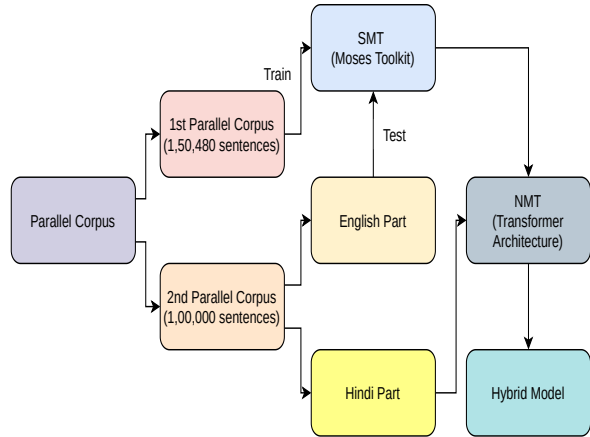 SMT
(Moses Toolkit)
Train
1st Parallel Corpus
(1,50,480 sentences)
Test
Parallel Corpus
English Part
NMT
(Transformer
Architecture)
2nd Parallel Corpus
(1,00,000 sentences)
Hindi Part
Hybrid Model